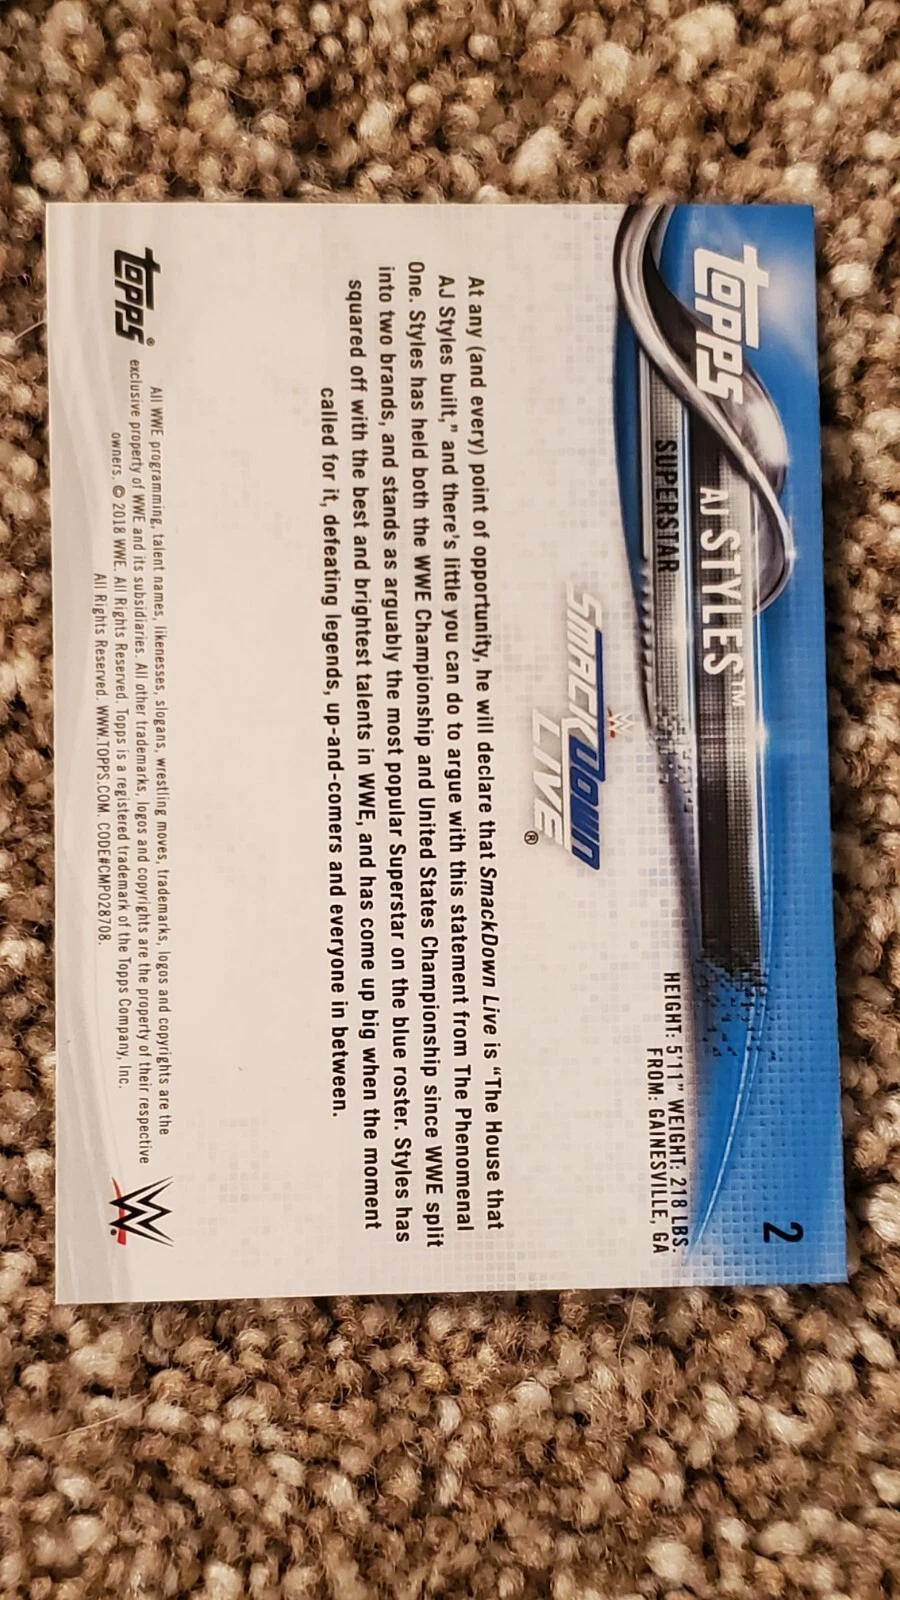 2
topps
AJ STYLES™
SUPERSTAR
HEIGHT: 5'11" WEIGHT: 218 LBS.
FROM: GAINESVILLE, GA
W
SMACKDOWN
LIVE®
At any (and every) point of opportunity, he will declare that SmackDown Live is “The House that
AJ Styles built,” and there's little you can do to argue with this statement from The Phenomenal
One. Styles has held both the WWE Championship and United States Championship since WWE split
into two brands, and stands as arguably the most popular Superstar on the blue roster. Styles has
squared off with the best and brightest talents in WWE, and has come up big when the moment
called for it, defeating legends, up-and-comers and everyone in between.
topps®
All WWE programming, talent names, likenesses, slogans, wrestling moves, trademarks, logos and copyrights are the
exclusive property of WWE and its subsidiaries. All other trademarks, logos and copyrights are the property of their respective
owners. © 2018 WWE. All Rights Reserved. Topps is a registered trademark of the Topps Company, Inc.
All Rights Reserved. WWW.TOPPS.COM. CODE#CMP028708.
W